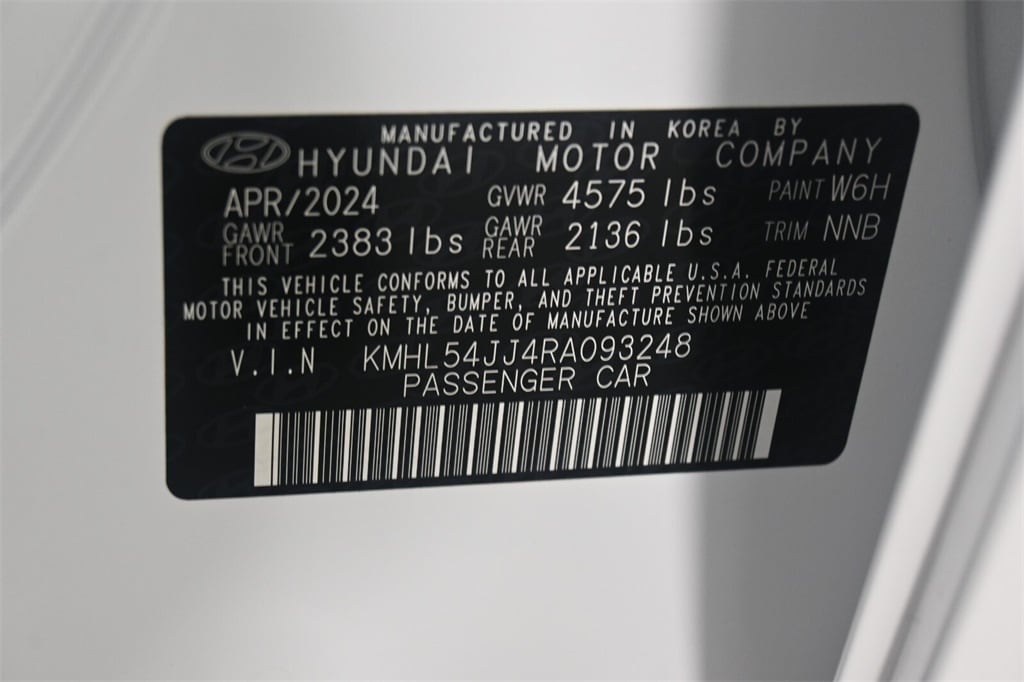 MANUFACTURED IN KOREA BY
HYUNDAI MOTOR COMPANY
APR/2024 GVWR 4575 lbs PAINT W6H
GAWR FRONT 2383 lbs GAWR REAR 2136 lbs TRIM NNB
THIS VEHICLE CONFORMS TO ALL APPLICABLE U.S.A. FEDERAL
MOTOR VEHICLE SAFETY, BUMPER, AND THEFT PREVENTION STANDARDS
IN EFFECT ON THE DATE OF MANUFACTURE SHOWN ABOVE
V.I.N KMHL54JJ4RA093248
PASSENGER CAR